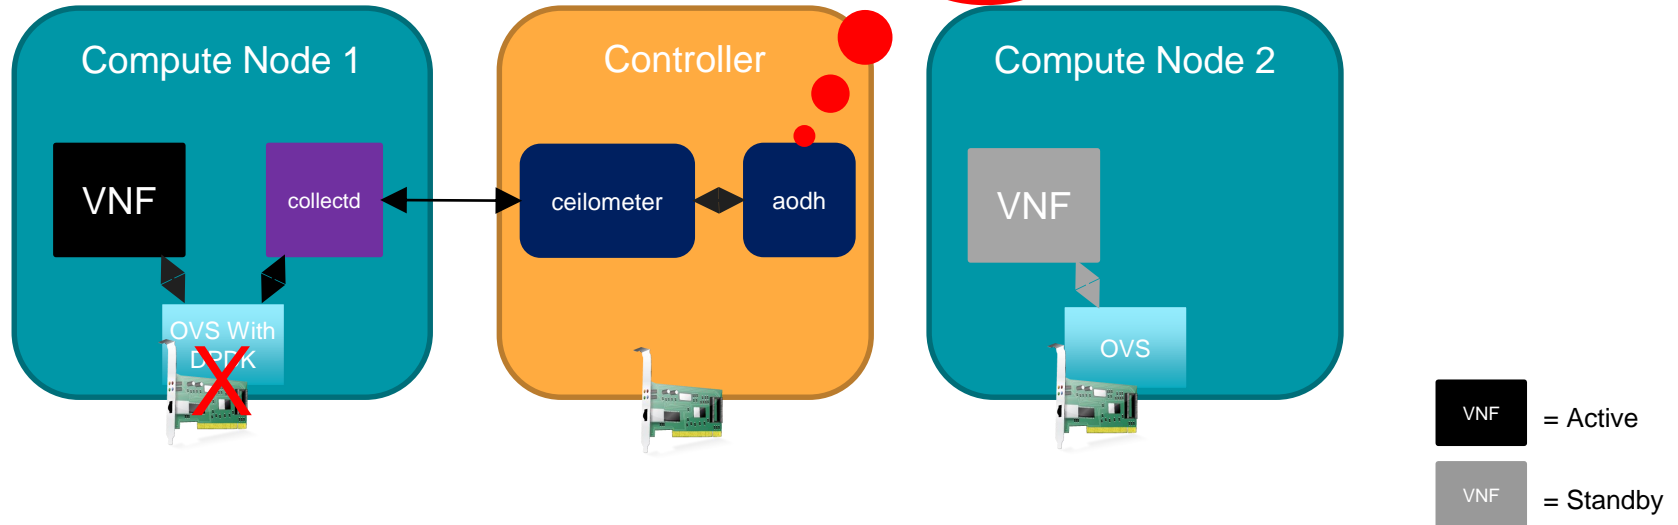 Compute Node 1
Controller
Compute Node 2
VNF
collectd
ceilometer
aodh
VNF
OVS With
DPDK
X
OVS
VNF
= Active
VNF
= Standby